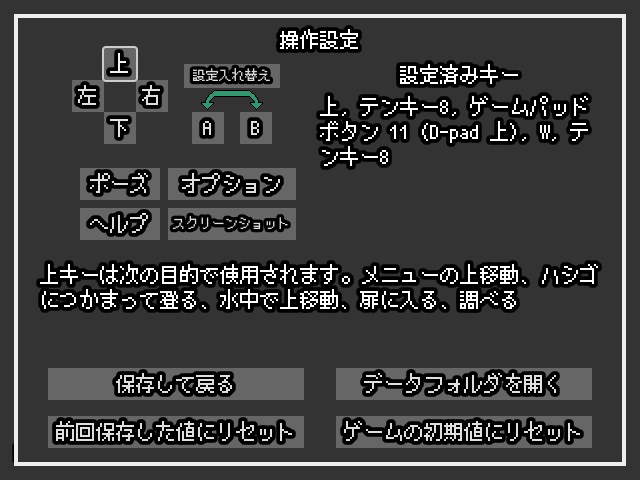 操作設定
上
左
右
下
設定入れ替え
A
B
設定済みキー
上, テンキー8, ゲームパッド
ボタン 11 (D-pad 上), W, テ
ンキー8
ポーズ
オプション
ヘルプ
スクリーンショット
上キーは次の目的で使用されます。メニューの上移動、ハシゴ
につかまって登る、水中で上移動、扉に入る、調べる
保存して戻る
データフォルダを開く
前回保存した値にリセット
ゲームの初期値にリセット